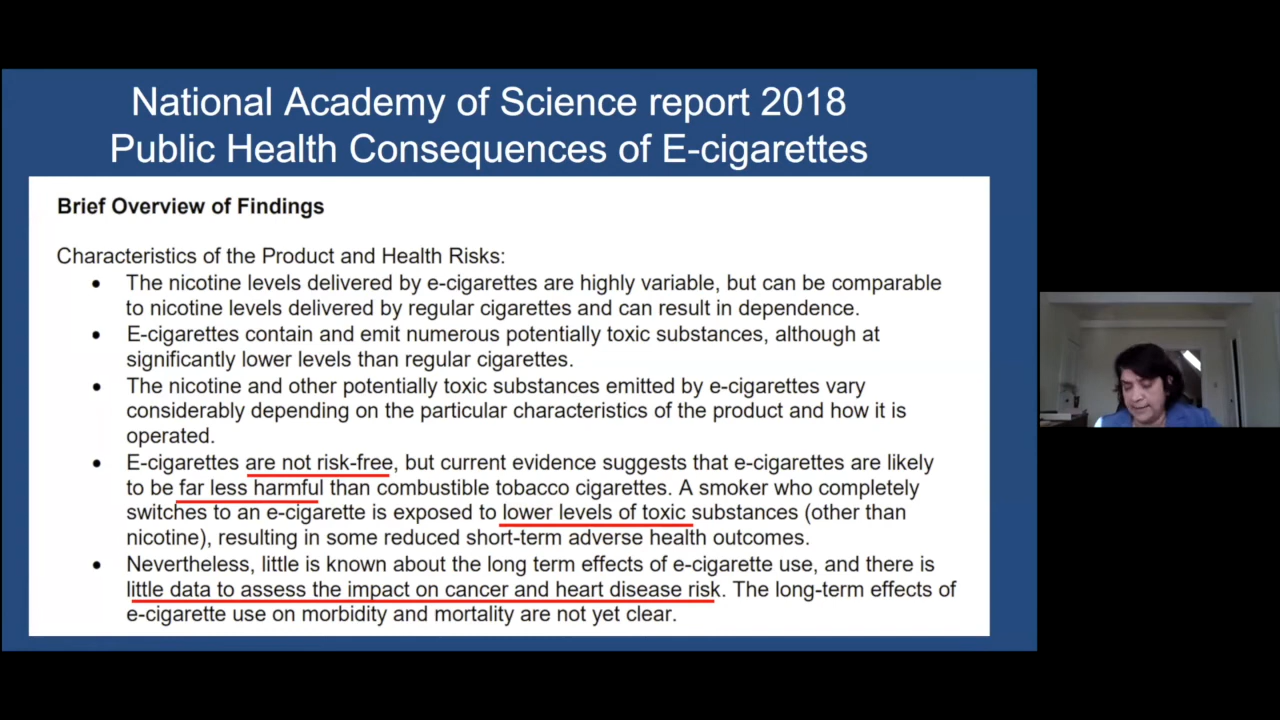 National Academy of Science report 2018
Public Health Consequences of E-cigarettes
Brief Overview of Findings
Characteristics of the Product and Health Risks:
• The nicotine levels delivered by e-cigarettes are highly variable, but can be comparable
to nicotine levels delivered by regular cigarettes and can result in dependence.
• E-cigarettes contain and emit numerous potentially toxic substances, although at
significantly lower levels than regular cigarettes.
• The nicotine and other potentially toxic substances emitted by e-cigarettes vary
considerably depending on the particular characteristics of the product and how it is
operated.
• E-cigarettes are not risk-free, but current evidence suggests that e-cigarettes are likely
to be far less harmful than combustible tobacco cigarettes. A smoker who completely
switches to an e-cigarette is exposed to lower levels of toxic substances (other than
nicotine), resulting in some reduced short-term adverse health outcomes.
• Nevertheless, little is known about the long term effects of e-cigarette use, and there is
little data to assess the impact on cancer and heart disease risk. The long-term effects of
e-cigarette use on morbidity and mortality are not yet clear.